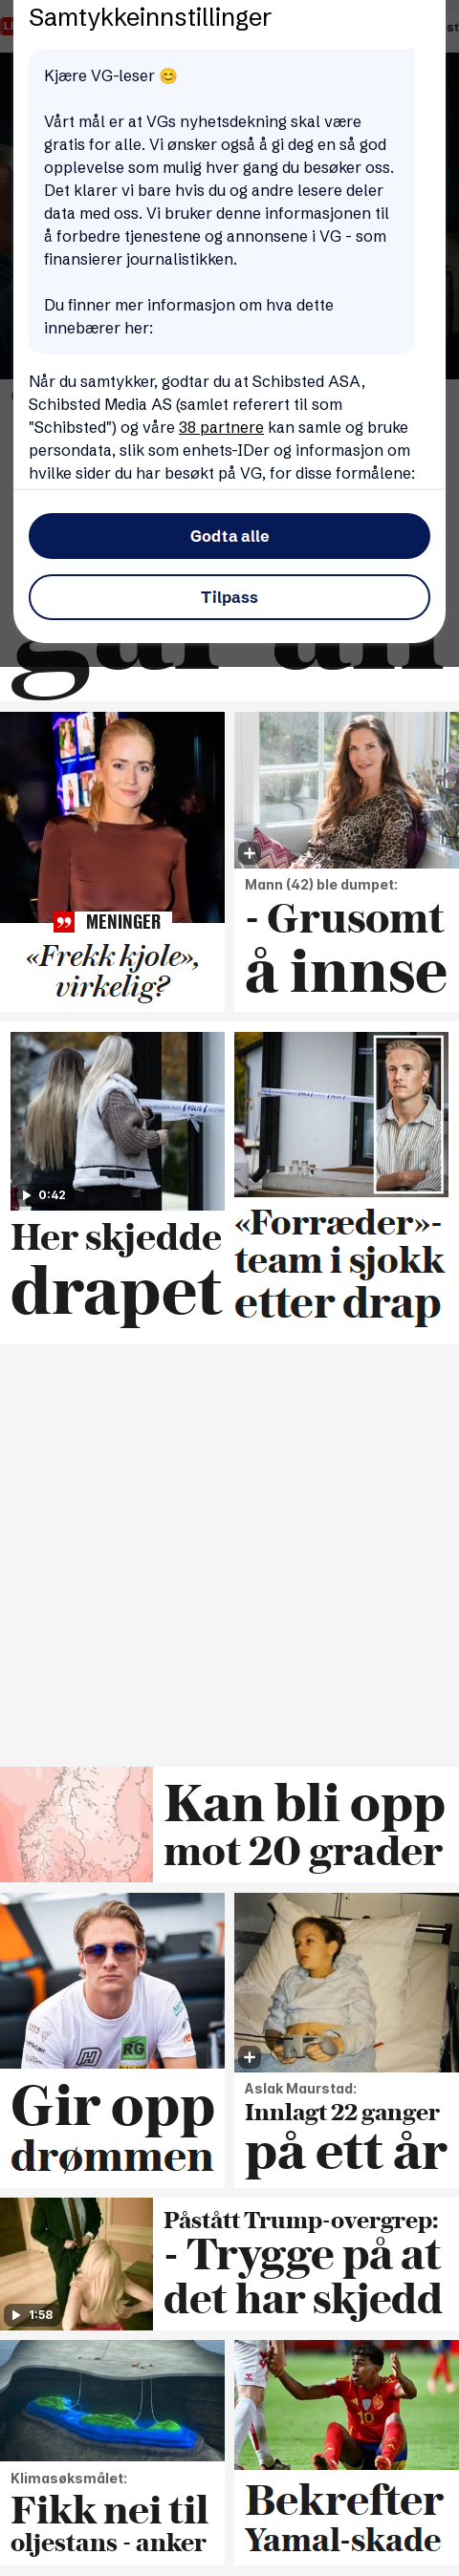 Samtykkeinnstillinger
Kjære VG-leser 😊
Vårt mål er at VGs nyhetsdekning skal være
gratis for alle. Vi ønsker også å gi deg en så god
opplevelse som mulig hver gang du besøker oss.
Det klarer vi bare hvis du og andre lesere deler
data med oss. Vi bruker denne informasjonen til
å forbedre tjenestene og annonsene i VG - som
finansierer journalistikken.
Du finner mer informasjon om hva dette
innebærer her:
Når du samtykker, godtar du at Schibsted ASA,
Schibsted Media AS (samlet referert til som
"Schibsted") og våre 38 partnere kan samle og bruke
persondata, slik som enhets-IDer og informasjon om
hvilke sider du har besøkt på VG, for disse formålene:
Godta alle
Tilpass
MENINGER
«Frekk kjole»,
virkelig?
Mann (42) ble dumpet:
- Grusomt
å innse
0:42
Her skjedde
drapet
«Forræder»-
team i sjokk
etter drap
Kan bli opp
mot 20 grader
Gir opp
drømmen
Aslak Maurstad:
Innlagt 22 ganger
på ett år
1:58
Påstått Trump-overgrep:
- Trygge på at
det har skjedd
Klimasøksmålet:
Fikk nei til
oljestans - anker
10
Bekrefter
Yamal-skade